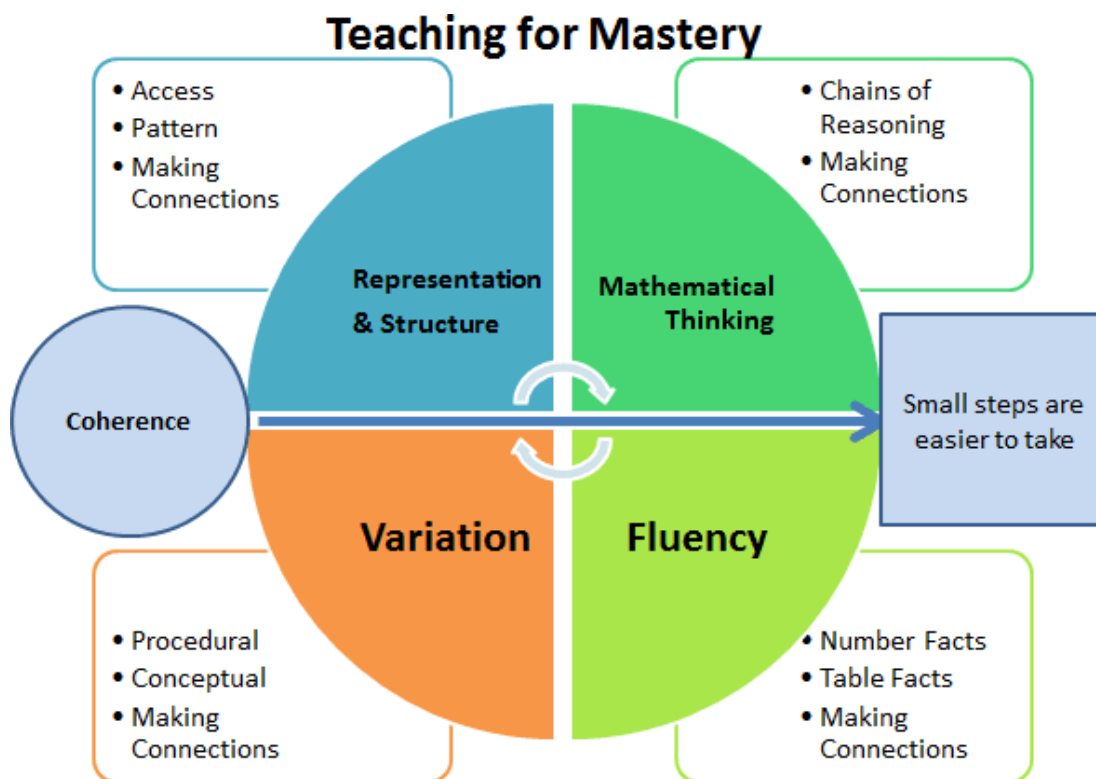 Teaching for Mastery
• Access
• Pattern
• Making
Connections
• Chains of
Reasoning
• Making
Connections
Representation
& Structure
Mathematical
Thinking
Coherence
Small steps are
easier to take
Variation
Fluency
• Procedural
• Conceptual
• Making
Connections
• Number Facts
• Table Facts
• Making
Connections